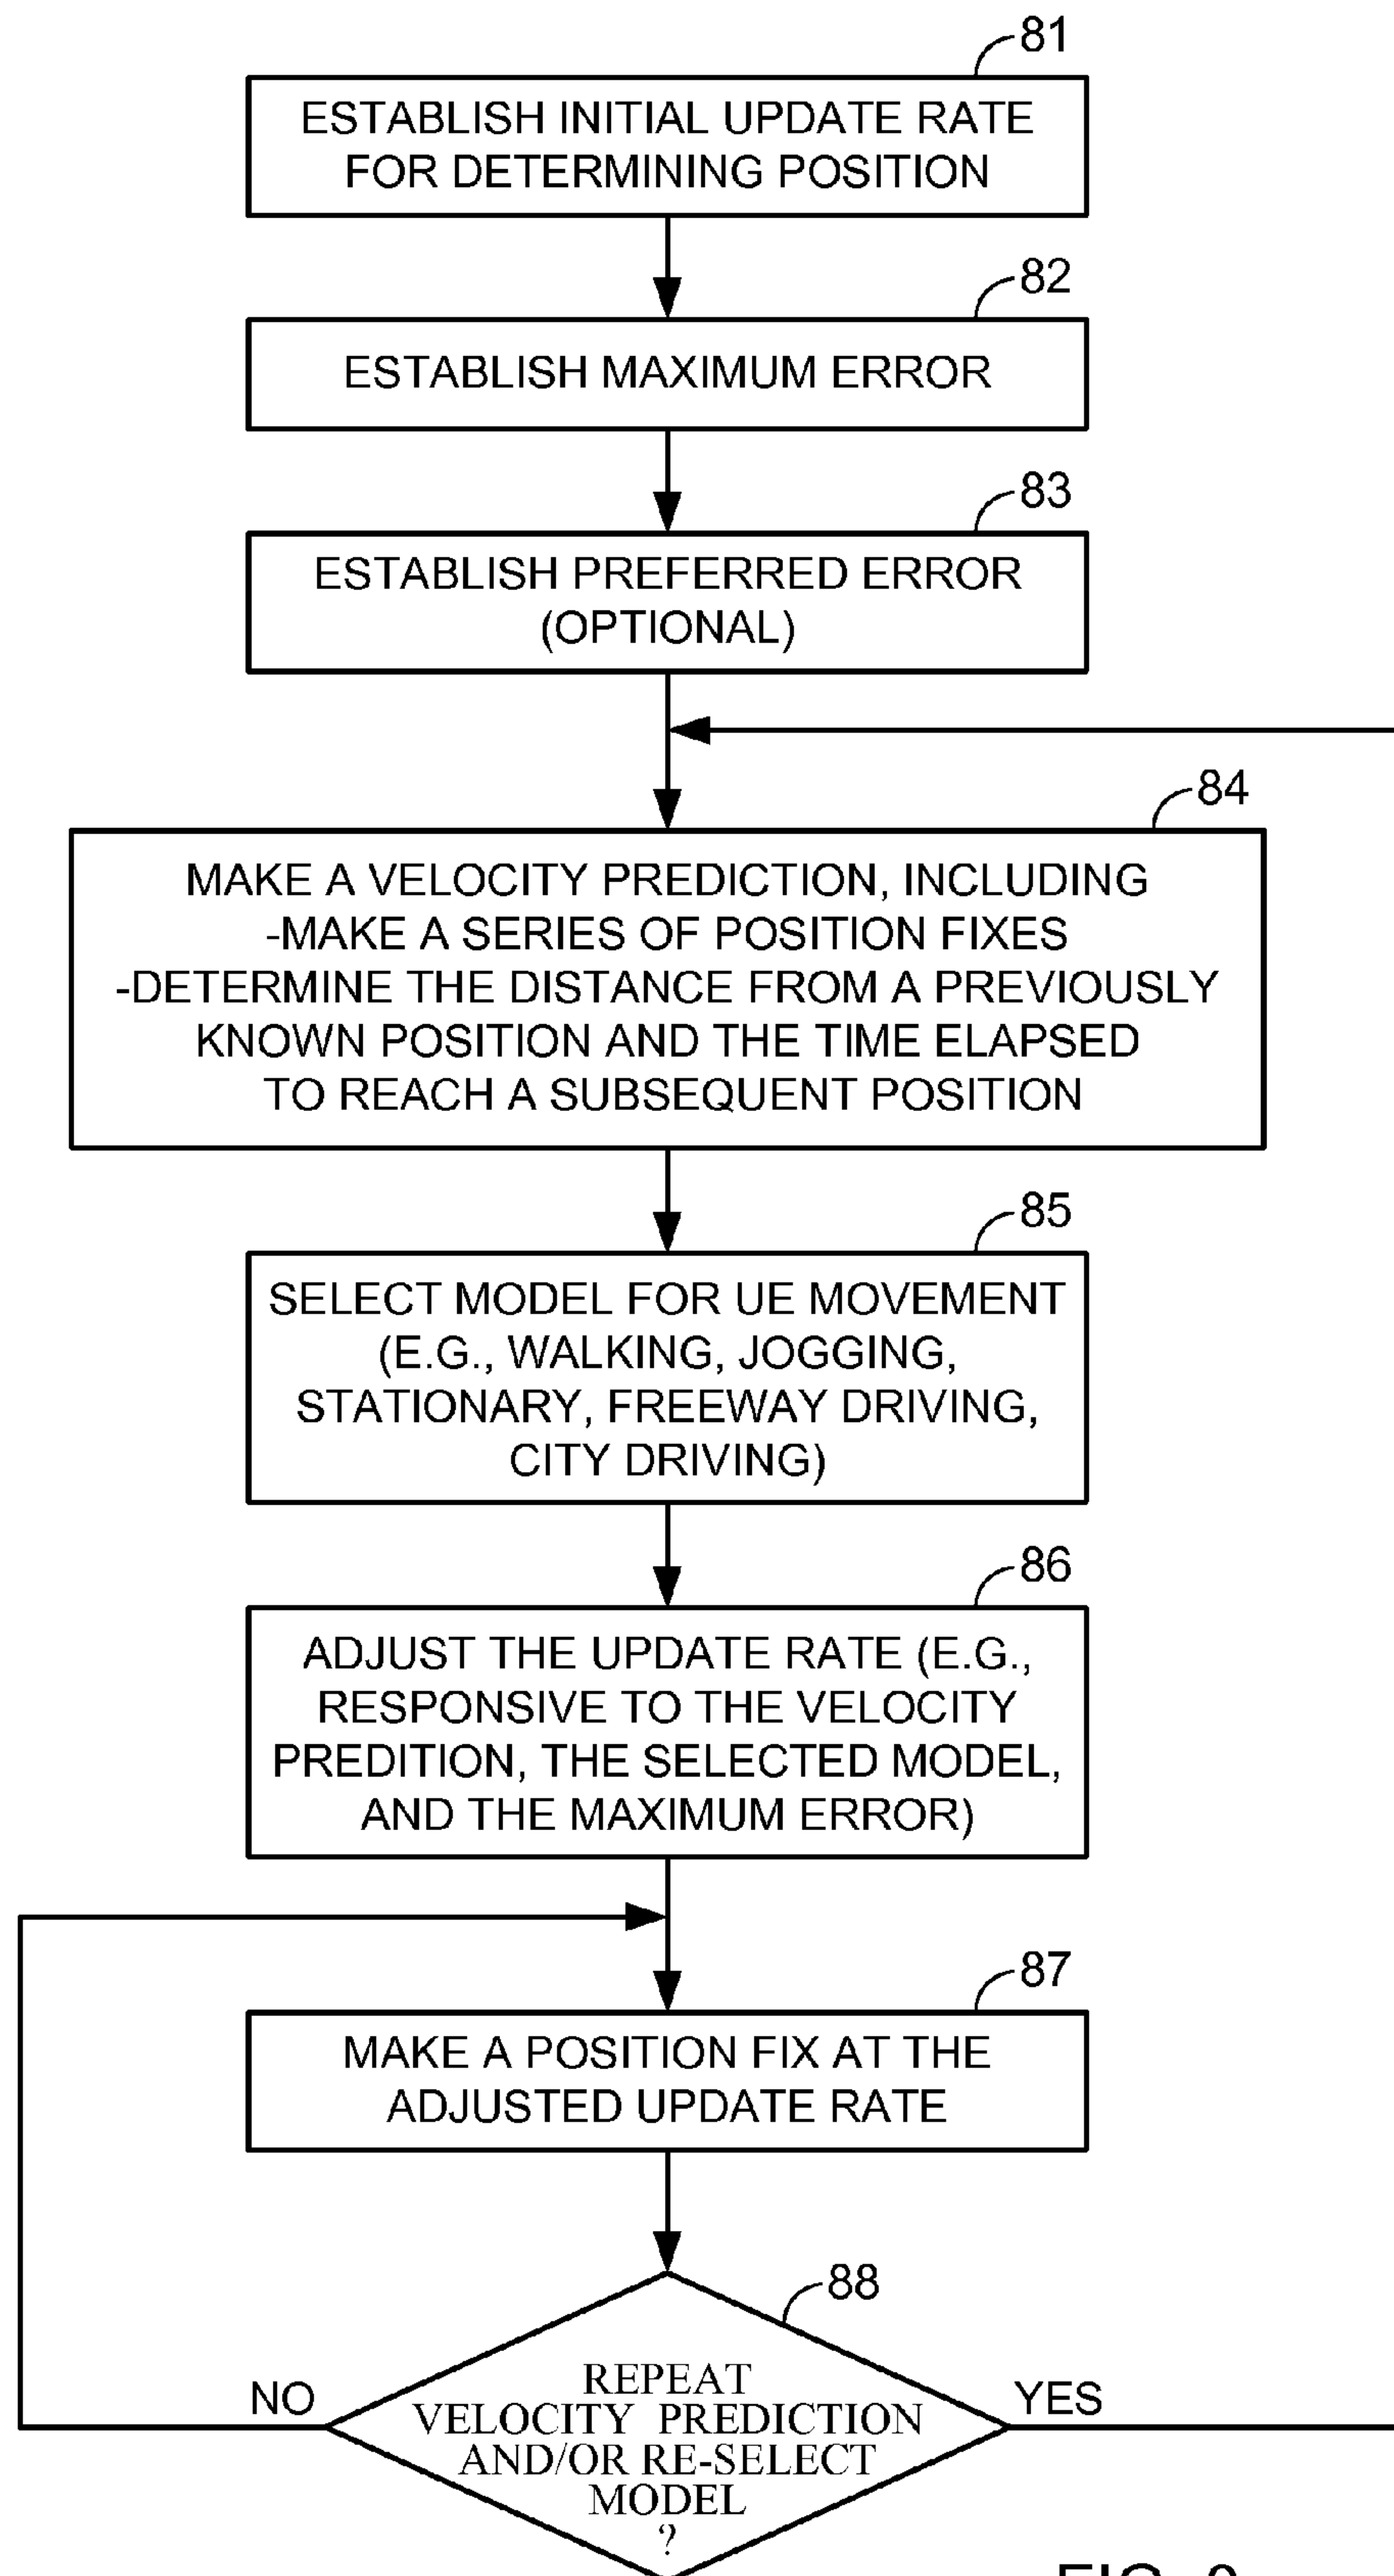 81
ESTABLISH INITIAL UPDATE RATE
FOR DETERMINING POSITION
82
ESTABLISH MAXIMUM ERROR
83
ESTABLISH PREFERRED ERROR
(OPTIONAL)
84
MAKE A VELOCITY PREDICTION, INCLUDING
-MAKE A SERIES OF POSITION FIXES
-DETERMINE THE DISTANCE FROM A PREVIOUSLY
KNOWN POSITION AND THE TIME ELAPSED
TO REACH A SUBSEQUENT POSITION
85
SELECT MODEL FOR UE MOVEMENT
(E.G., WALKING, JOGGING,
STATIONARY, FREEWAY DRIVING,
CITY DRIVING)
86
ADJUST THE UPDATE RATE (E.G.,
RESPONSIVE TO THE VELOCITY
PREDITION, THE SELECTED MODEL,
AND THE MAXIMUM ERROR)
87
MAKE A POSITION FIX AT THE
ADJUSTED UPDATE RATE
88
NO
YES
REPEAT
VELOCITY PREDICTION
AND/OR RE-SELECT
MODEL
?
FIG.